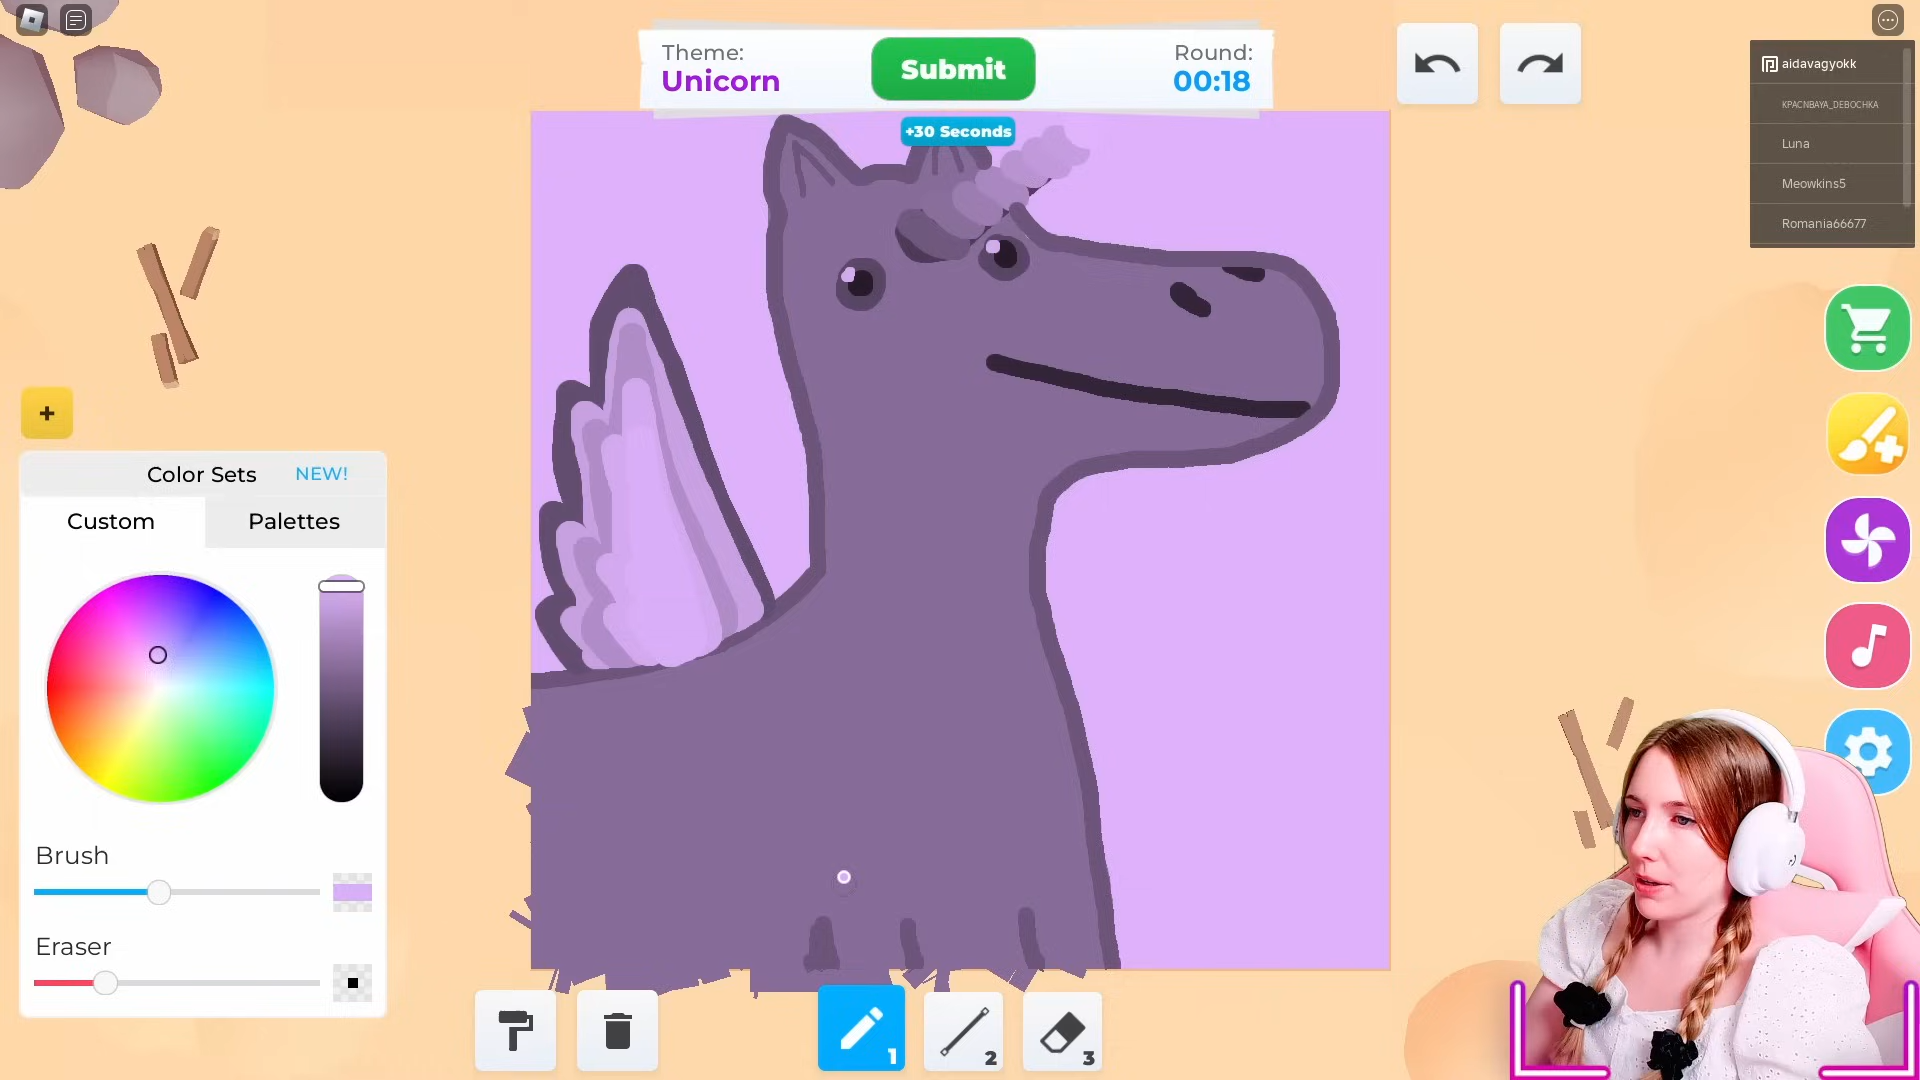 Theme:
Unicorn
Submit
Round:
00:18
+30 Seconds
aidavagyokk
KPACNBAYA_DEBOCHKA
Luna
Meowkins5
Romania66677
+
Color Sets
NEW!
Custom
Palettes
Brush
Eraser
1
2
3